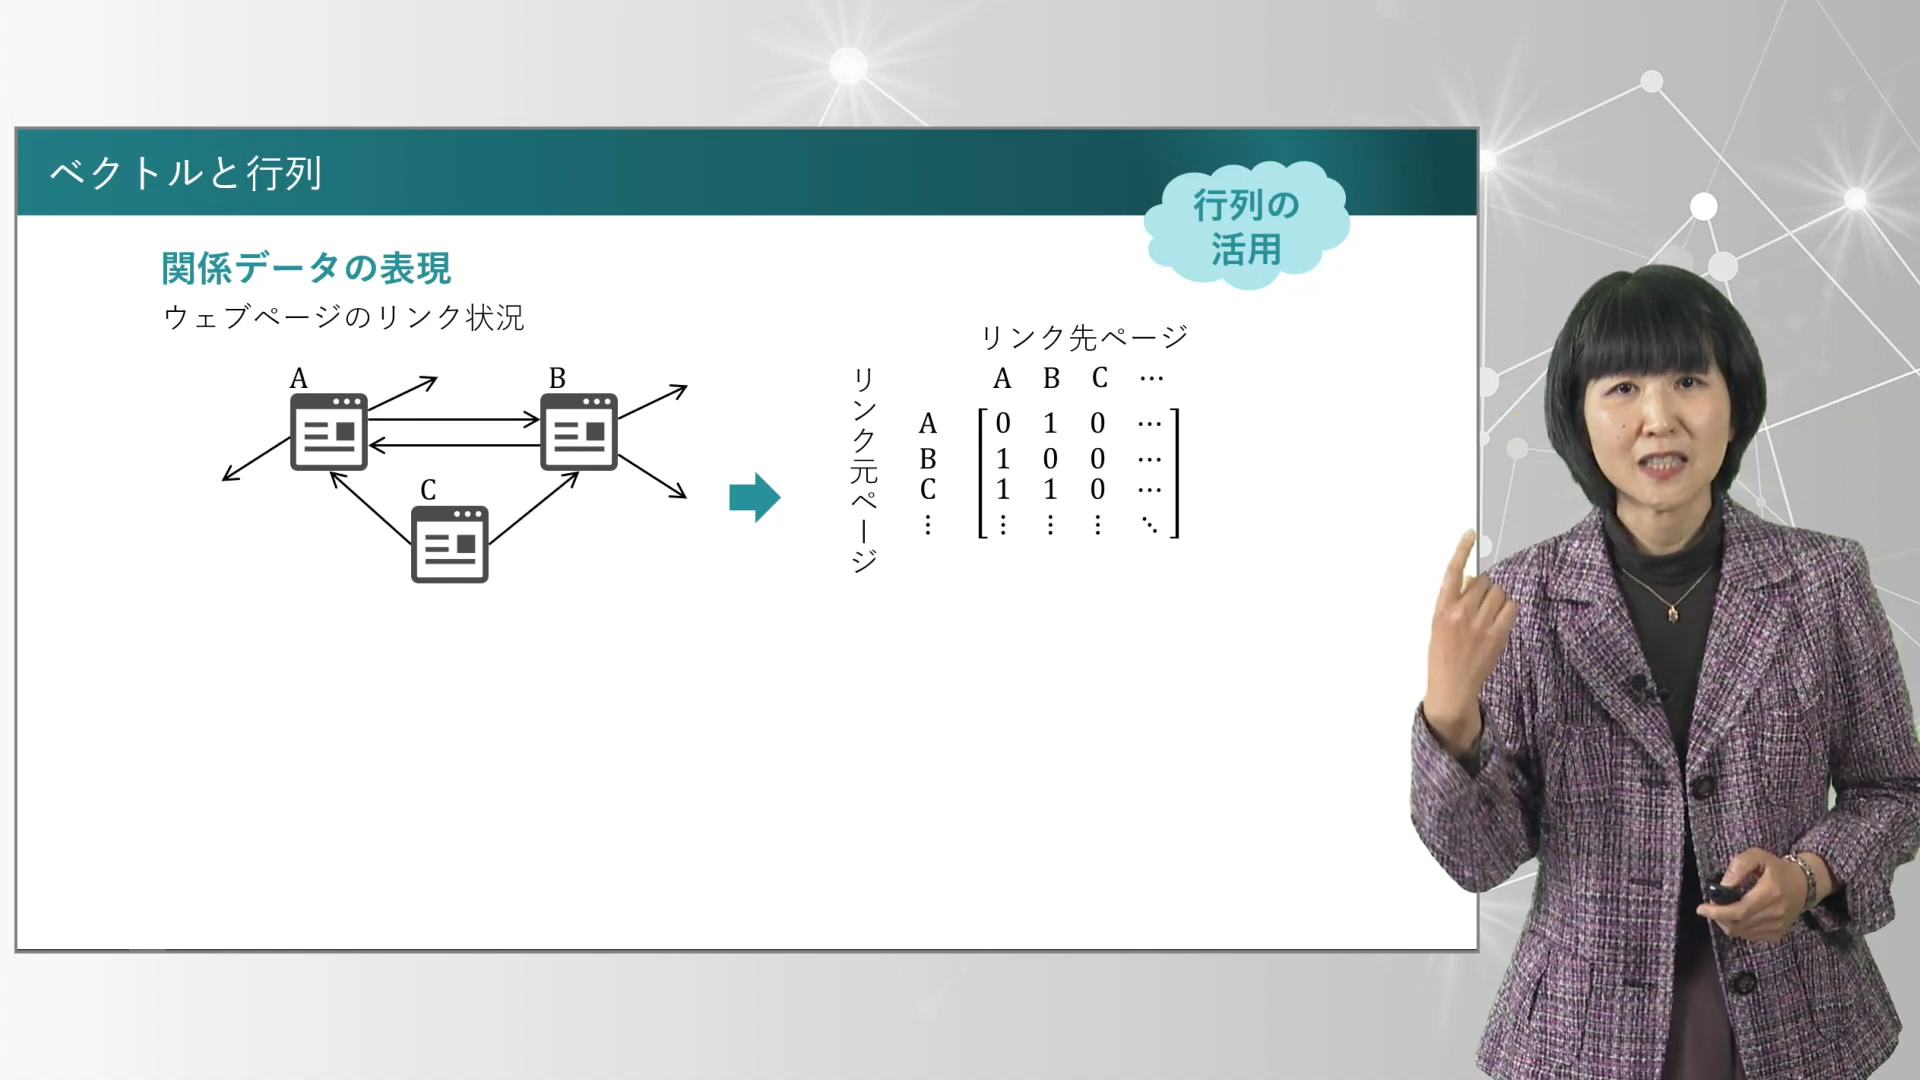 ベクトルと行列
行列の
活用
関係データの表現
ウェブページのリンク状況
A
B
C
リンク先ページ
リンク元ページ
A B C ⋯
A 0 1 0 ⋯
B 1 0 0 ⋯
C 1 1 0 ⋯
⋮ ⋮ ⋮ ⋮ ⋱